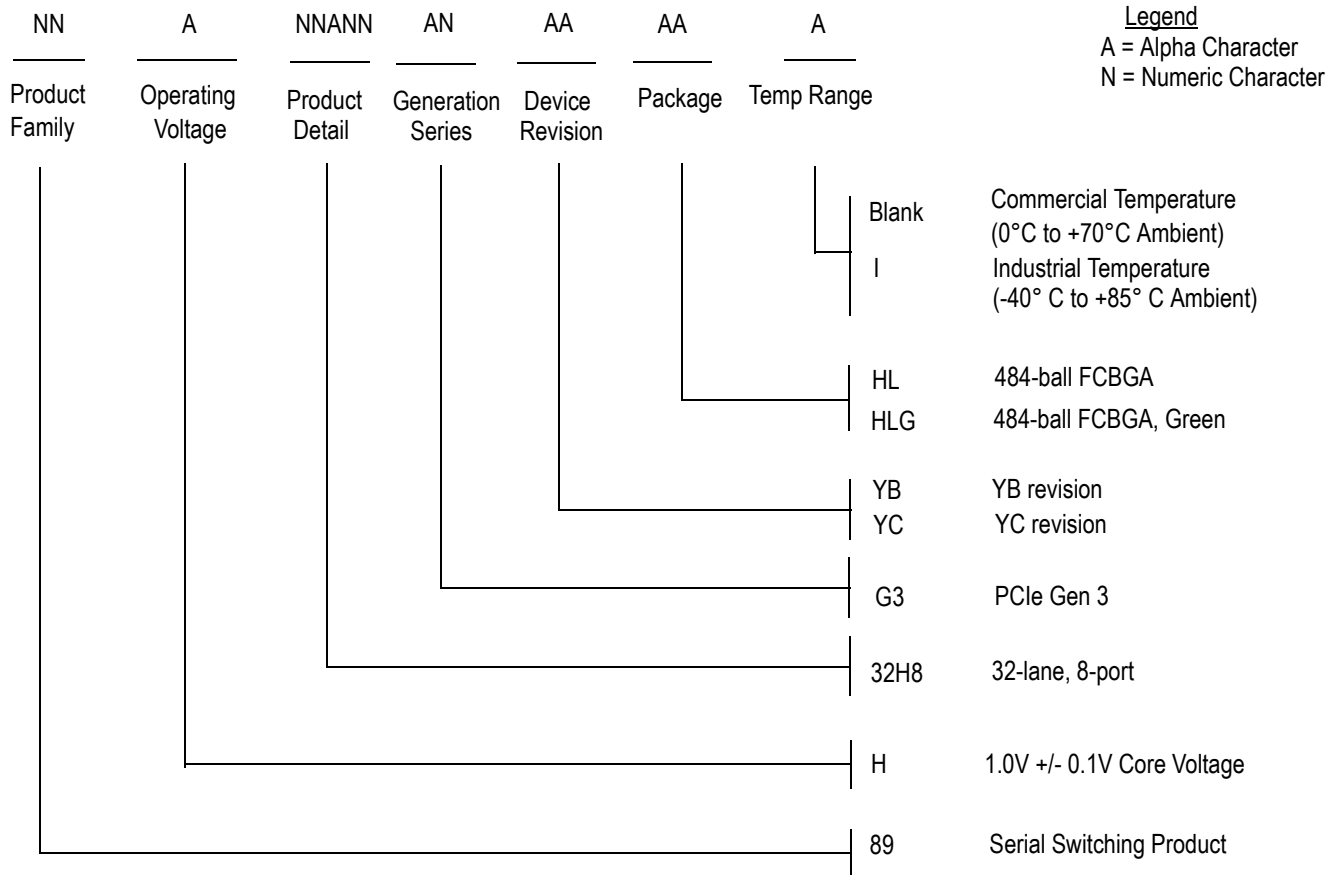 NN A NNANN AN AA AA A
Legend
A = Alpha Character
N = Numeric Character
Product Family
Operating Voltage
Product Detail
Generation Series
Device Revision
Package
Temp Range
Blank Commercial Temperature
(0°C to +70°C Ambient)
I Industrial Temperature
(-40° C to +85° C Ambient)
HL 484-ball FCBGA
HLG 484-ball FCBGA, Green
YB YB revision
YC YC revision
G3 PCIe Gen 3
32H8 32-lane, 8-port
H 1.0V +/- 0.1V Core Voltage
89 Serial Switching Product